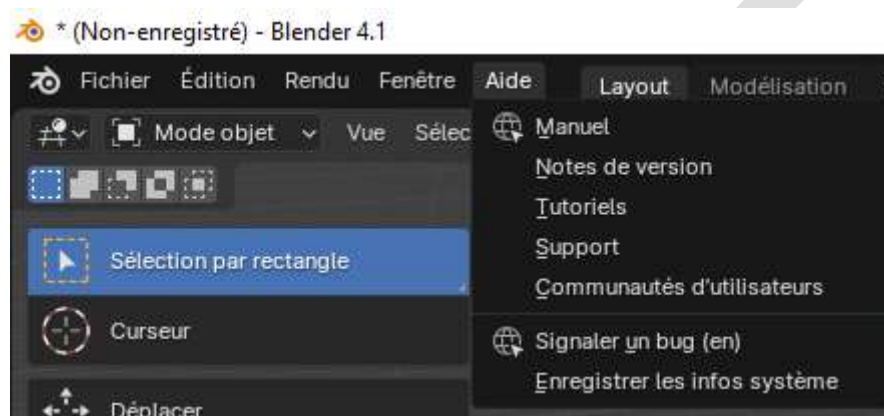 * (Non-enregistré) - Blender 4.1
Fichier Édition Rendu Fenêtre Aide Layout Modélisation
Mode objet Vue Sélec
Manuel
Notes de version
Tutoriels
Support
Communautés d'utilisateurs
Signaler un bug (en)
Enregistrer les infos système
Sélection par rectangle
Curseur
Déplacer